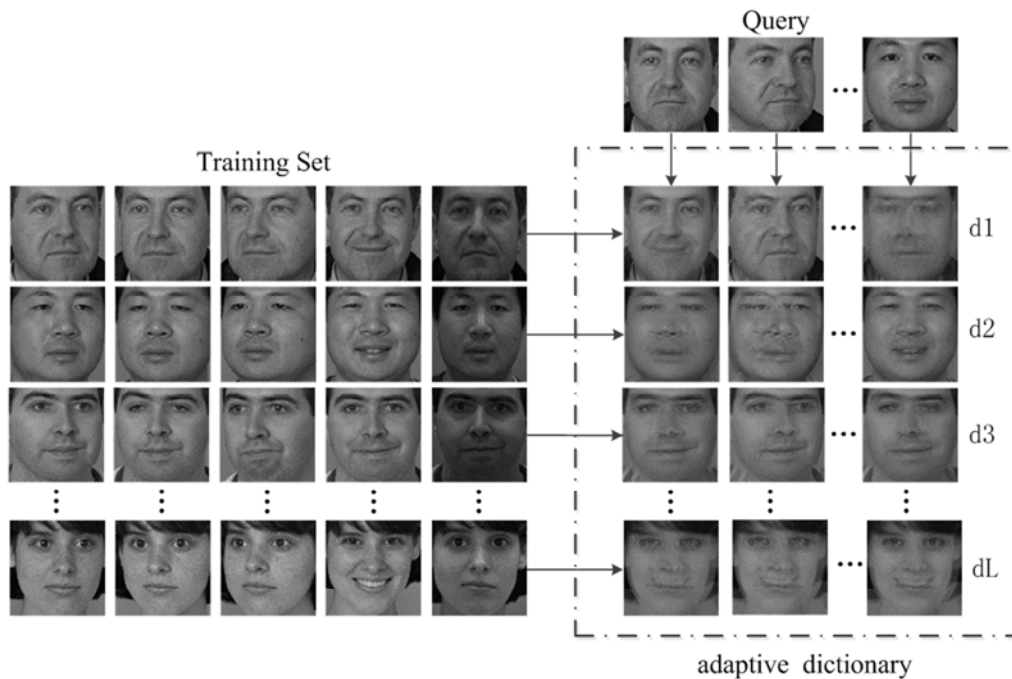 Query
Training Set
d1
d2
d3
dL
adaptive dictionary